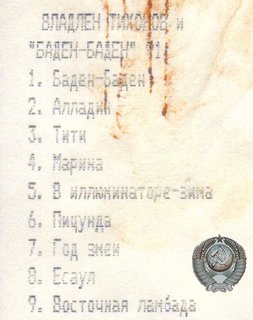 ВЛАДЛЕН ТИХОНОВ и
"БАДЕН-БАДЕН" 91
1. Баден-Баден
2. Алладин
3. Тити
4. Марина
5. В иллюминаторе-зима
6. Пицунда
7. Год змеи
8. Есаул
9. Восточная ламбада